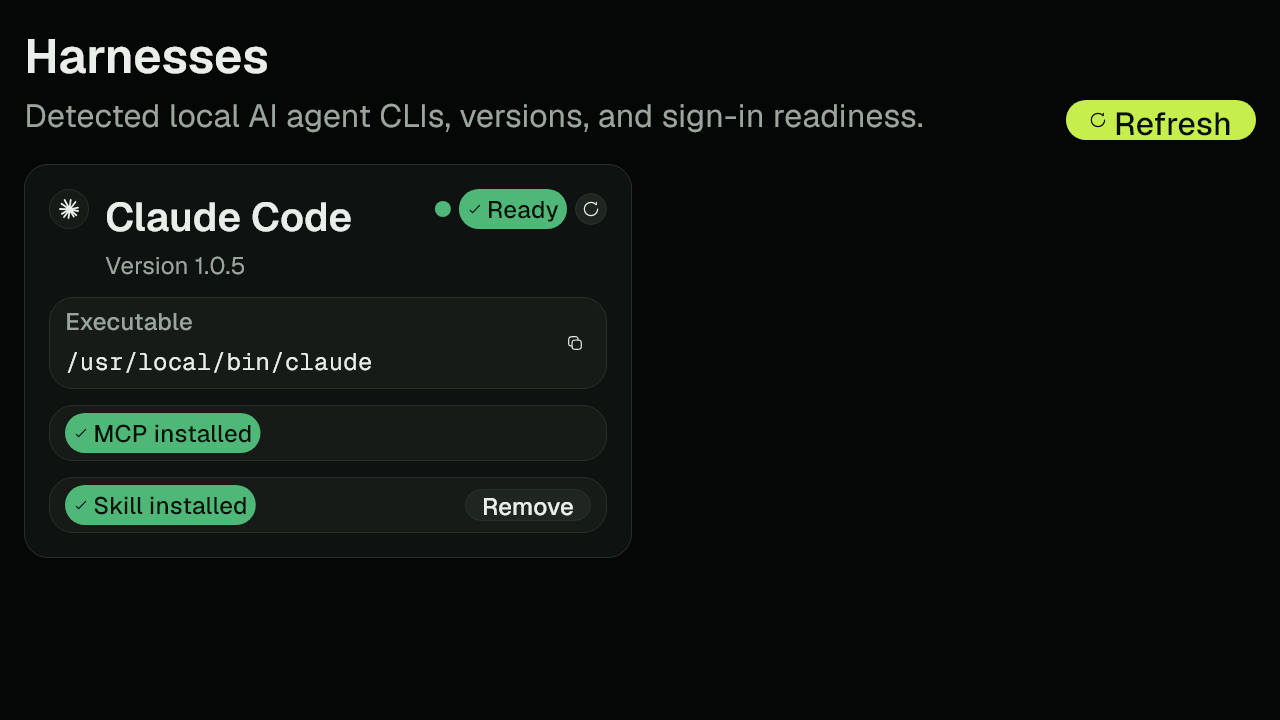 Harnesses
Detected local AI agent CLIs, versions, and sign-in readiness.
Refresh
Claude Code
Ready
Version 1.0.5
Executable
/usr/local/bin/claude
MCP installed
Skill installed
Remove